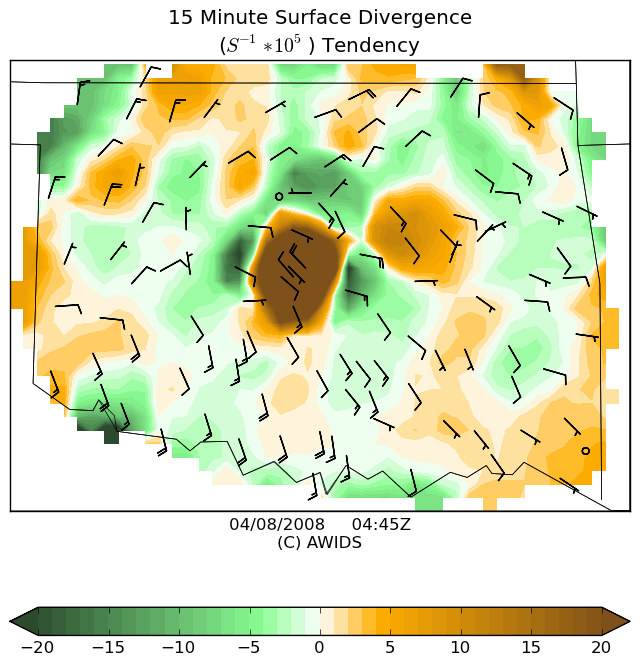 15 Minute Surface Divergence
($S^{-1} * 10^5$ ) Tendency
04/08/2008 04:45Z
(C) AWIDS
−20 −15 −10 −5 0 5 10 15 20